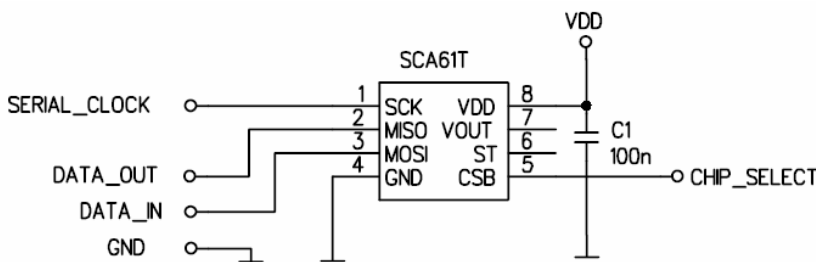 VDD
SCA61T
SERIAL_CLOCK 1 SCK VDD 8
2 MISO VOUT 7 C1
3 MOSI ST 6 100n
DATA_OUT 4 GND CSB 5 CHIP_SELECT
DATA_IN
GND